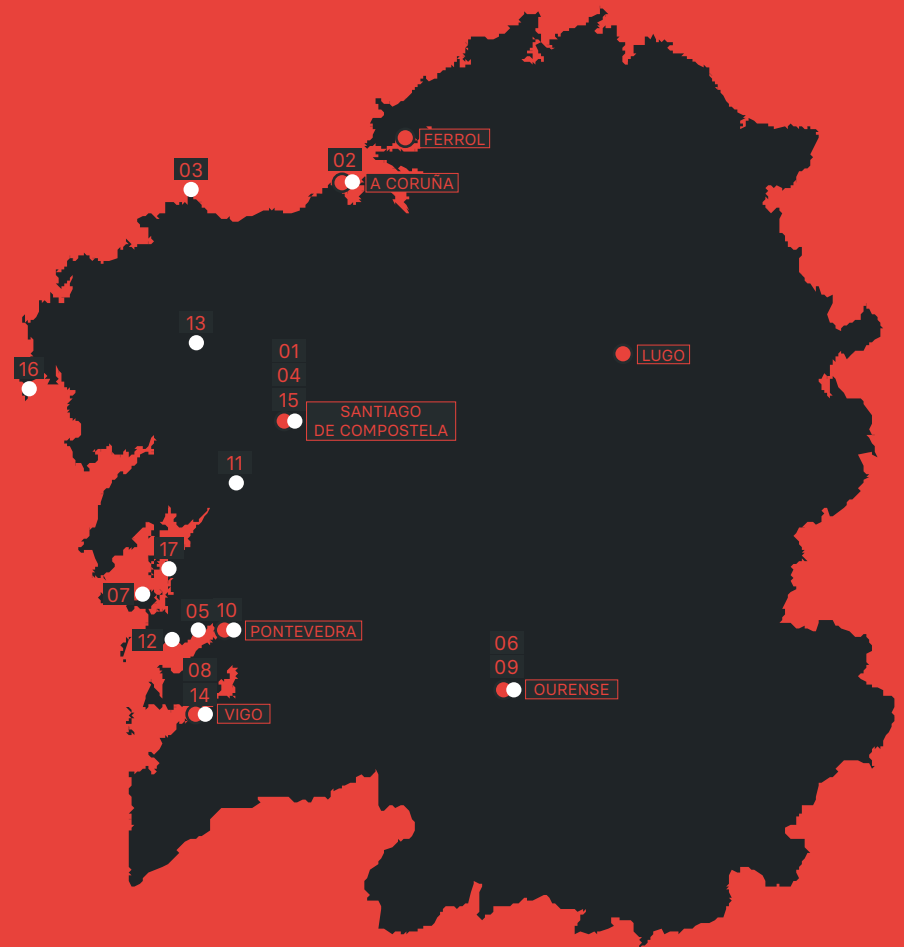 FERROL
02
03
A CORUÑA
13
01
04
15
LUGO
16
SANTIAGO
DE COMPOSTELA
11
17
07
05
10
12
PONTEVEDRA
06
09
08
14
OURENSE
VIGO